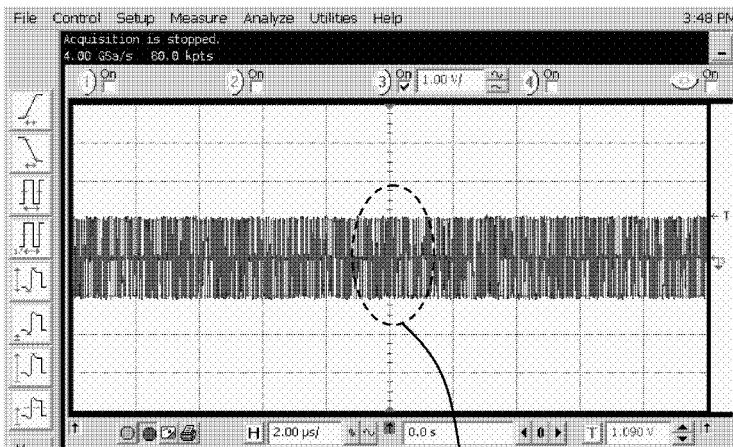 File Control Setup Measure Analyze Utilities Help 3:48 PM
Acquisition is stopped.
4.00 GSa/s 80.0 kpts
1) On 2) On 3) On 1.00 V/ 4) On On
T
H 2.00 μs/ 0.0 s 0 T 1.090 V